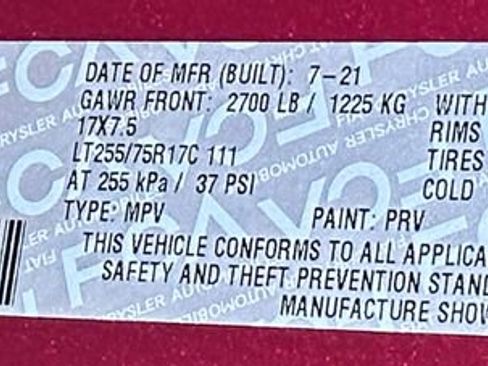 DATE OF MFR (BUILT): 7-21
GAWR FRONT: 2700 LB / 1225 KG WITH
17X7.5 RIMS
LT255/75R17C 111 TIRES
AT 255 kPa / 37 PSI COLD
TYPE: MPV PAINT: PRV
THIS VEHICLE CONFORMS TO ALL APPLICA
SAFETY AND THEFT PREVENTION STAN
MANUFACTURE SHO